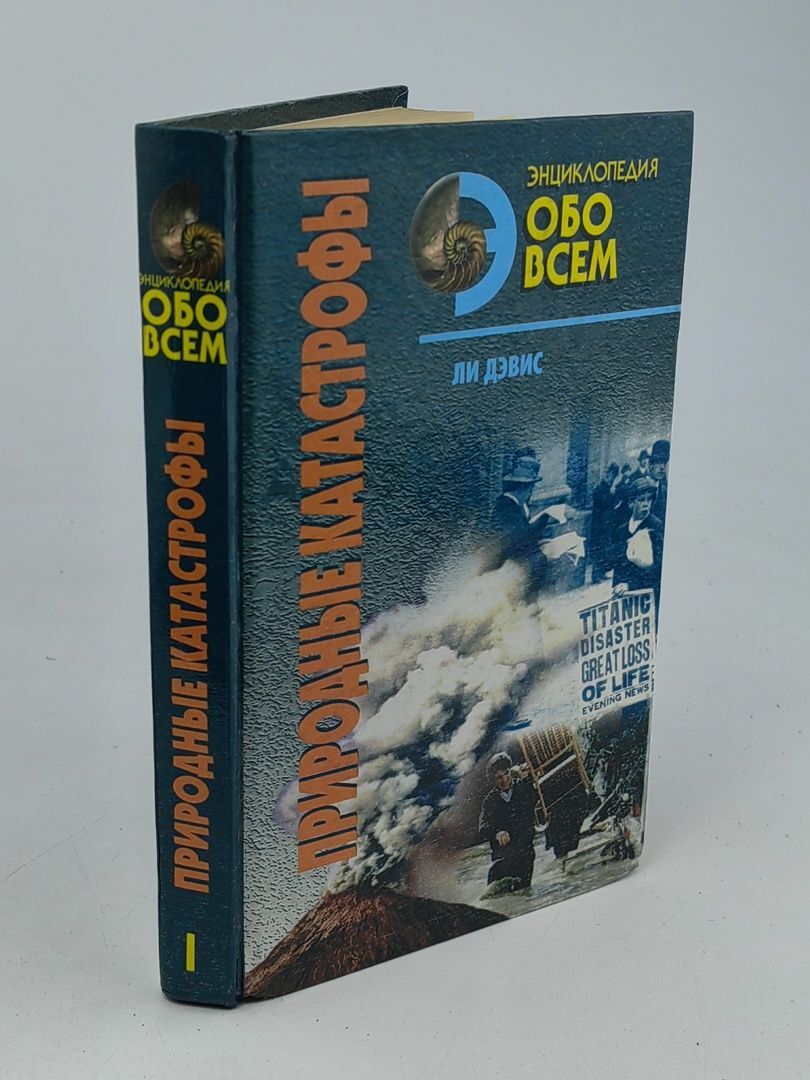 ЭНЦИКЛОПЕДИЯ
ОБО
ВСЕМ
ПРИРОДНЫЕ КАТАСТРОФЫ
I
Э
ЭНЦИКЛОПЕДИЯ
ОБО
ВСЕМ
ЛИ ДЭВИС
ПРИРОДНЫЕ КАТАСТРОФЫ
TITANIC
DISASTER
GREAT LOSS
OF LIFE
EVENING NEWS